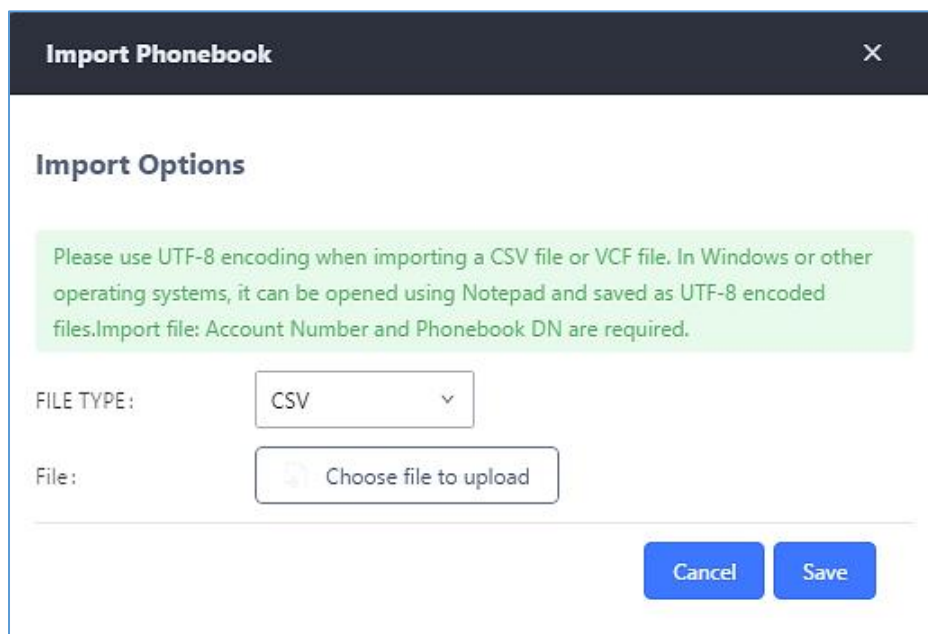 Import Phonebook
Import Options
Please use UTF-8 encoding when importing a CSV file or VCF file. In Windows or other
operating systems, it can be opened using Notepad and saved as UTF-8 encoded
files.Import file: Account Number and Phonebook DN are required.
FILE TYPE: CSV
File: Choose file to upload
Cancel Save